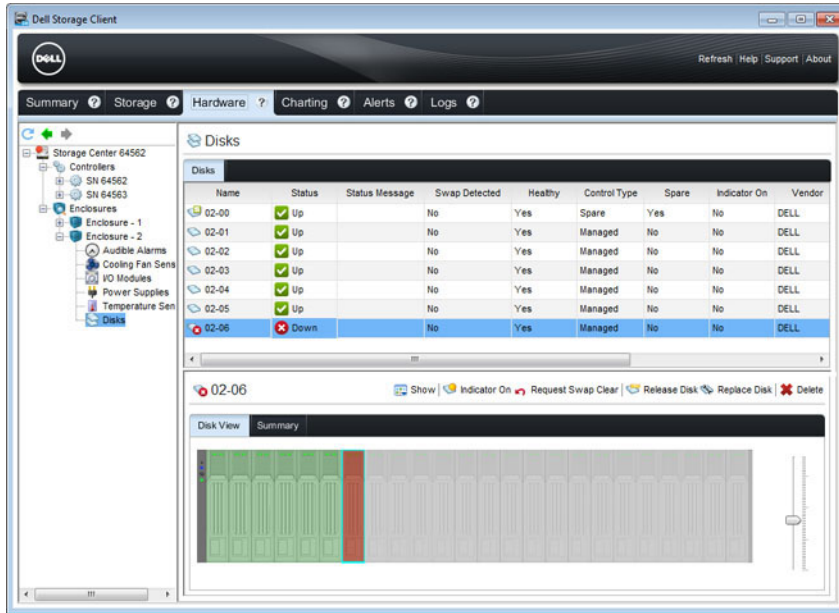 Dell Storage Client
DELL
Refresh Help Support About
Summary ? Storage ? Hardware ? Charting ? Alerts ? Logs ?
Storage Center 64562
Controllers
SN 64562
SN 64563
Enclosures
Enclosure - 1
Enclosure - 2
Audible Alarms
Cooling Fan Sens
I/O Modules
Power Supplies
Temperature Sen
Disks
Disks
Disks
Name Status Status Message Swap Detected Healthy Control Type Spare Indicator On Vendor
02-00 Up No Yes Spare Yes No DELL
02-01 Up No Yes Managed No No DELL
02-02 Up No Yes Managed No No DELL
02-03 Up No Yes Managed No No DELL
02-04 Up No Yes Managed No No DELL
02-05 Up No Yes Managed No No DELL
02-06 Down No Yes Managed No No DELL
02-06 Show Indicator On Request Swap Clear Release Disk Replace Disk Delete
Disk View Summary